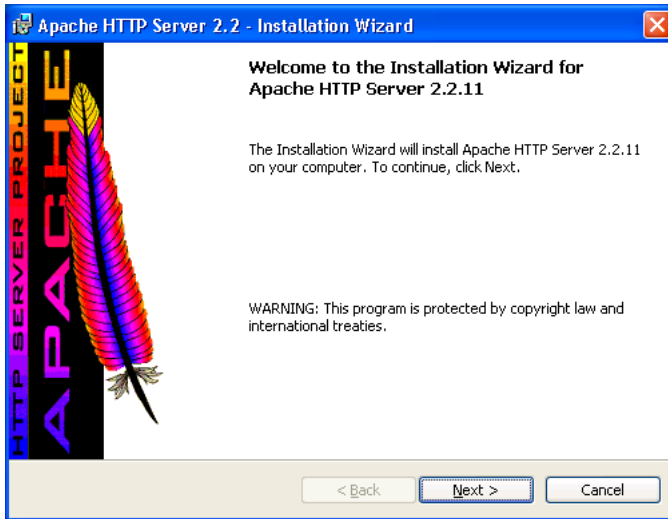 Apache HTTP Server 2.2 - Installation Wizard
HTTP SERVER PROJECT
APACHE
Welcome to the Installation Wizard for
Apache HTTP Server 2.2.11
The Installation Wizard will install Apache HTTP Server 2.2.11
on your computer. To continue, click Next.
WARNING: This program is protected by copyright law and
international treaties.
< Back
Next >
Cancel